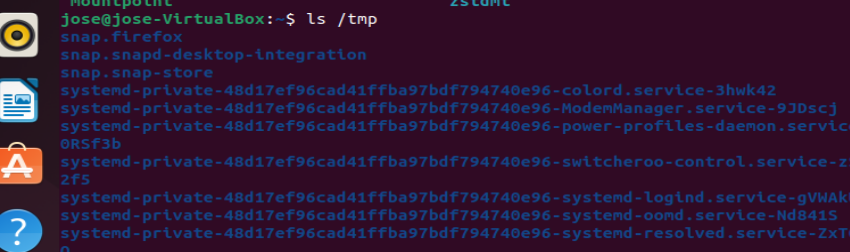 Mountpoint zstdmt
jose@jose-VirtualBox:~$ ls /tmp
snap.firefox
snap.snapd-desktop-integration
snap.snap-store
systemd-private-48d17ef96cad41ffba97bdf794740e96-colord.service-3hwk42
systemd-private-48d17ef96cad41ffba97bdf794740e96-ModemManager.service-9JDscj
systemd-private-48d17ef96cad41ffba97bdf794740e96-power-profiles-daemon.service
0RSf3b
systemd-private-48d17ef96cad41ffba97bdf794740e96-switcheroo-control.service-z
2f5
systemd-private-48d17ef96cad41ffba97bdf794740e96-systemd-logind.service-gVWAk
systemd-private-48d17ef96cad41ffba97bdf794740e96-systemd-oomd.service-Nd841S
systemd-private-48d17ef96cad41ffba97bdf794740e96-systemd-resolved.service-ZxT